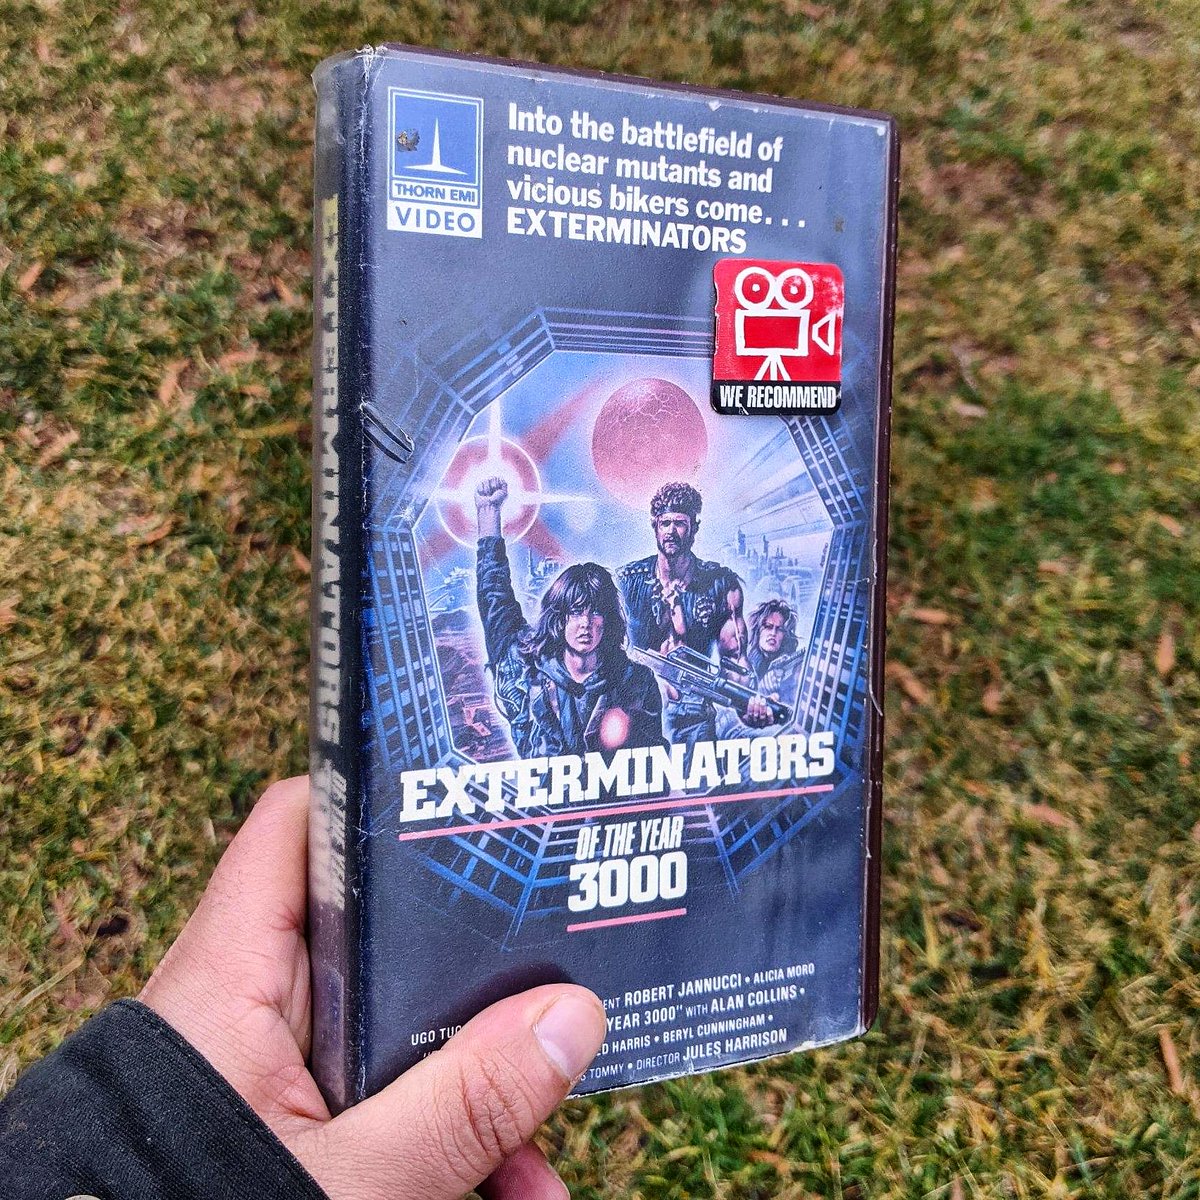 THORN EMI
VIDEO
Into the battlefield of
nuclear mutants and
vicious bikers come...
EXTERMINATORS
WE RECOMMEND
EXTERMINATORS
EXTERMINATORS
OF THE YEAR
3000
ROBERT JANNUCCI • ALICIA MORO
UGO YEAR 3000" WITH ALAN COLLINS •
HARRIS • BERYL CUNNINGHAM •
TOMMY • DIRECTOR JULES HARRISON